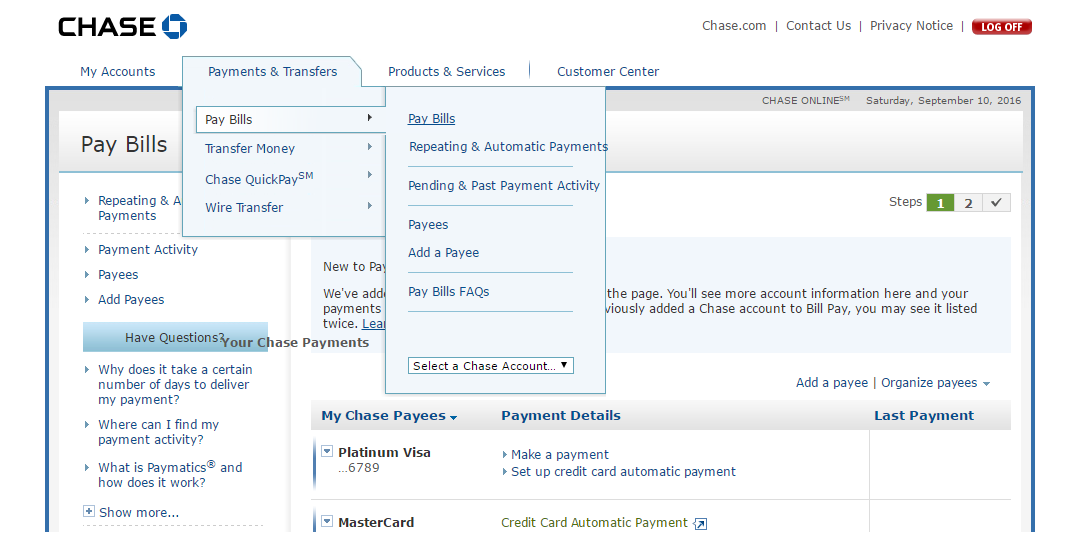 CHASE
Chase.com | Contact Us | Privacy Notice | LOG OFF
My Accounts
Payments & Transfers
Products & Services
Customer Center
CHASE ONLINE℠ Saturday, September 10, 2016
Pay Bills
Pay Bills
Transfer Money
Chase QuickPay℠
Wire Transfer
Pay Bills
Repeating & Automatic Payments
Pending & Past Payment Activity
Payees
Add a Payee
Pay Bills FAQs
Select a Chase Account...
Repeating & A
Payments
Payment Activity
Payees
Add Payees
Have Questions?
Your Chase Payments
Why does it take a certain
number of days to deliver
my payment?
Where can I find my
payment activity?
What is Paymatics® and
how does it work?
Show more...
Steps 1 2
New to Pay
We've adde the page. You'll see more account information here and your
payments viously added a Chase account to Bill Pay, you may see it listed
twice. Lear
Add a payee | Organize payees
My Chase Payees Payment Details Last Payment
Platinum Visa
...6789
Make a payment
Set up credit card automatic payment
MasterCard
Credit Card Automatic Payment